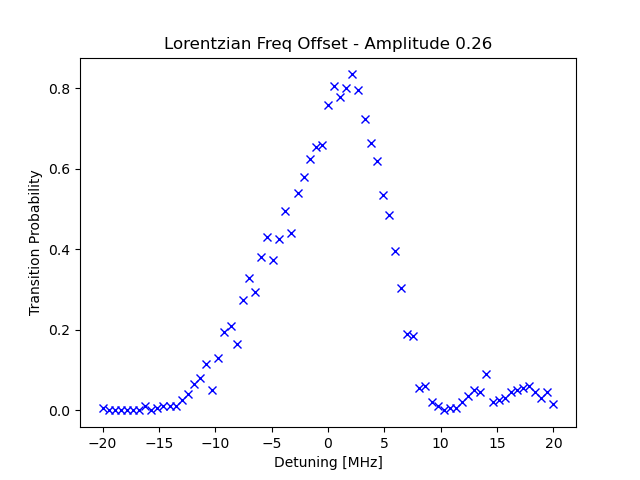 Lorentzian Freq Offset - Amplitude 0.26
Transition Probability
0.8
0.6
0.4
0.2
0.0
−20 −15 −10 −5 0 5 10 15 20
Detuning [MHz]